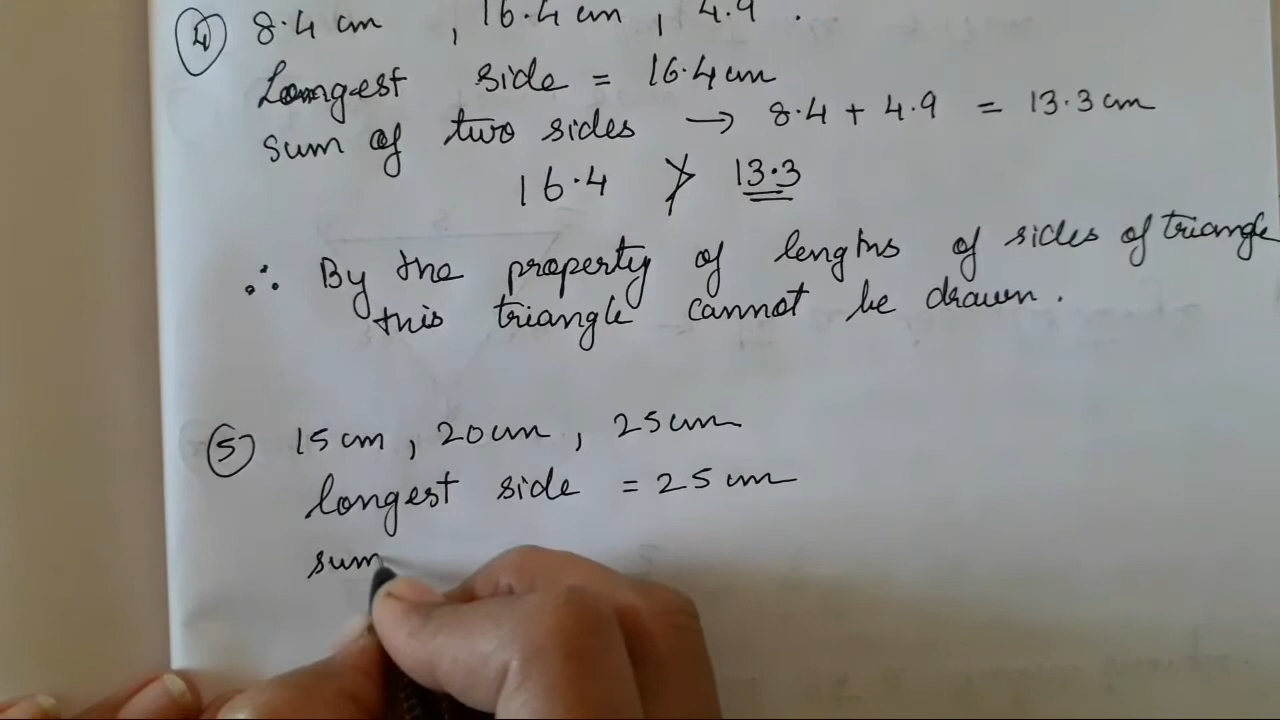 4 8.4 cm , 16.4 cm , 4.9 .
Longest side = 16.4 cm
sum of two sides → 8.4 + 4.9 = 13.3 cm
16.4 ≯ 13.3
∴ By the property of lengths of sides of triangle
this triangle cannot be drawn .
5 15 cm , 20 cm , 25 cm
longest side = 25 cm
sum